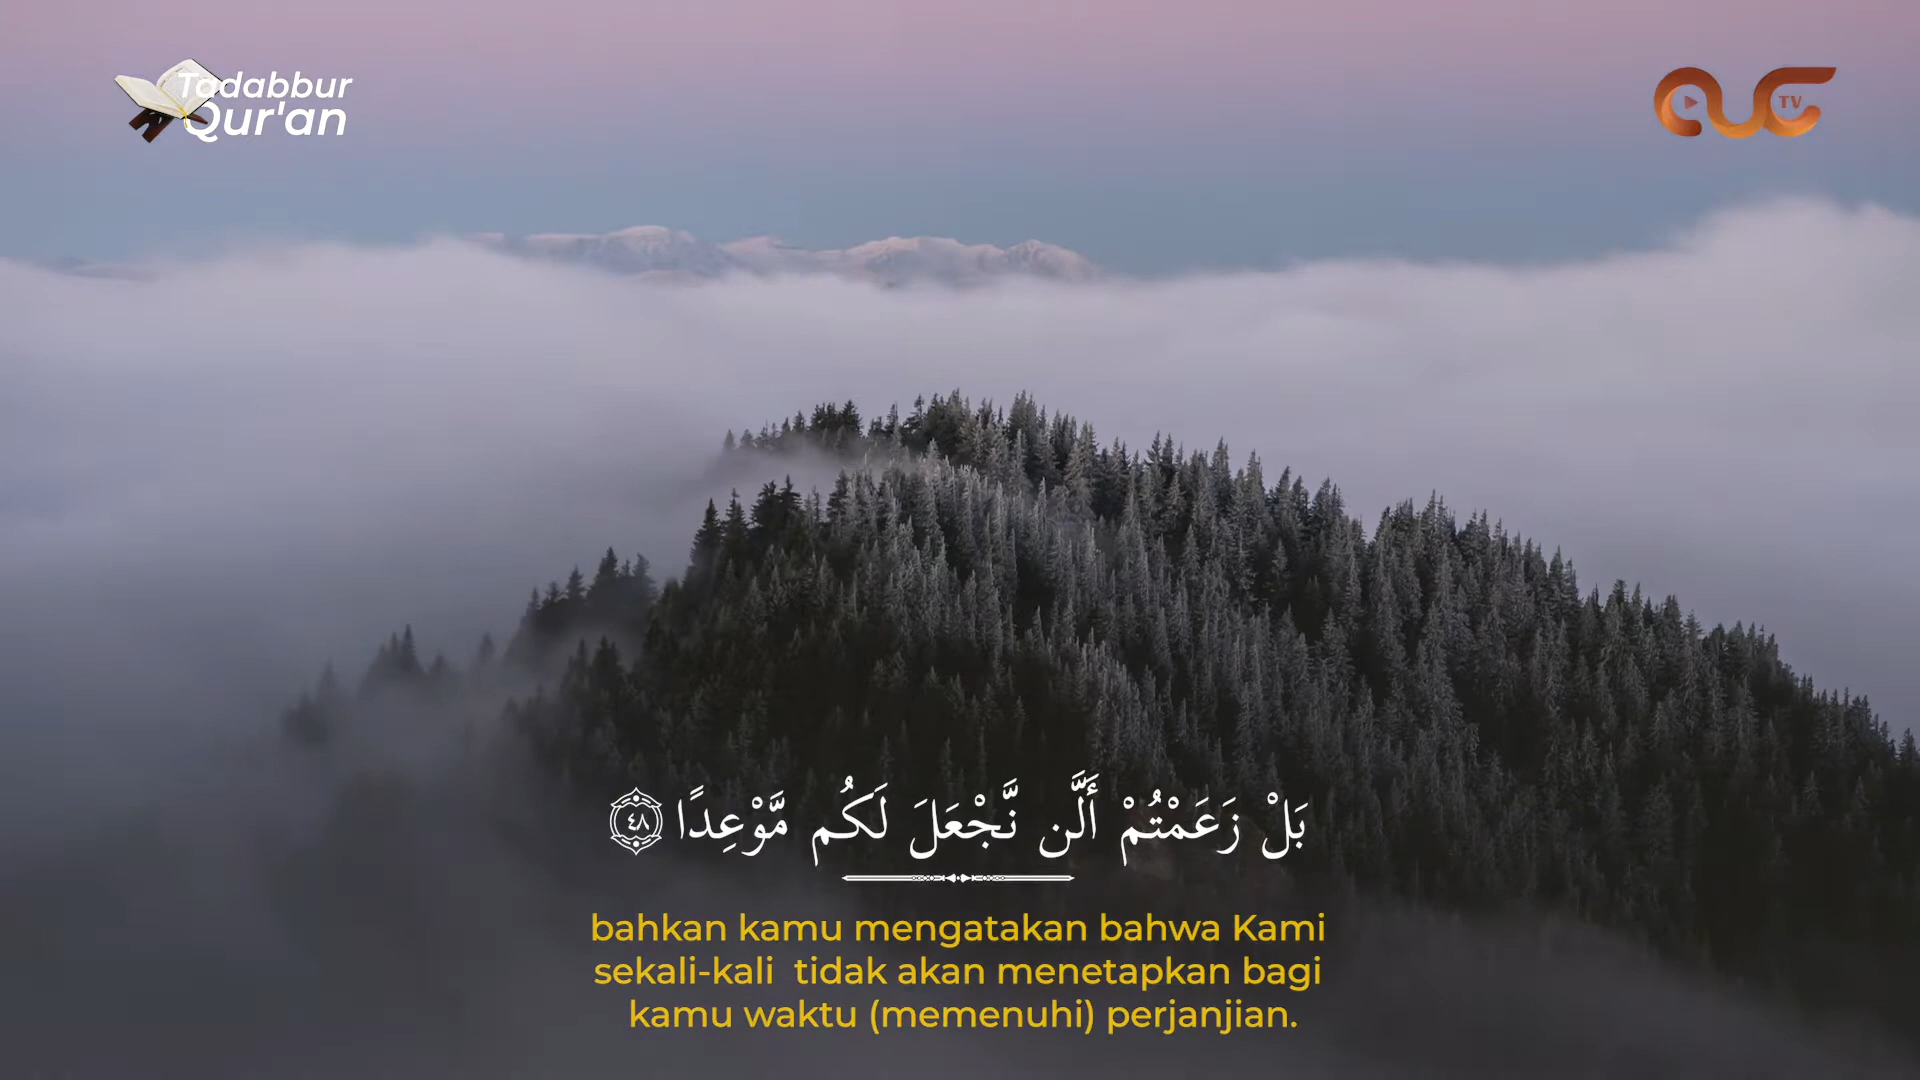 Tadabbur
Qur'an
TV
بَلْ زَعَمْتُمْ أَلَّن نَّجْعَلَ لَكُم مَّوْعِدًا ٤٨
bahkan kamu mengatakan bahwa Kami
sekali-kali  tidak akan menetapkan bagi
kamu waktu (memenuhi) perjanjian.